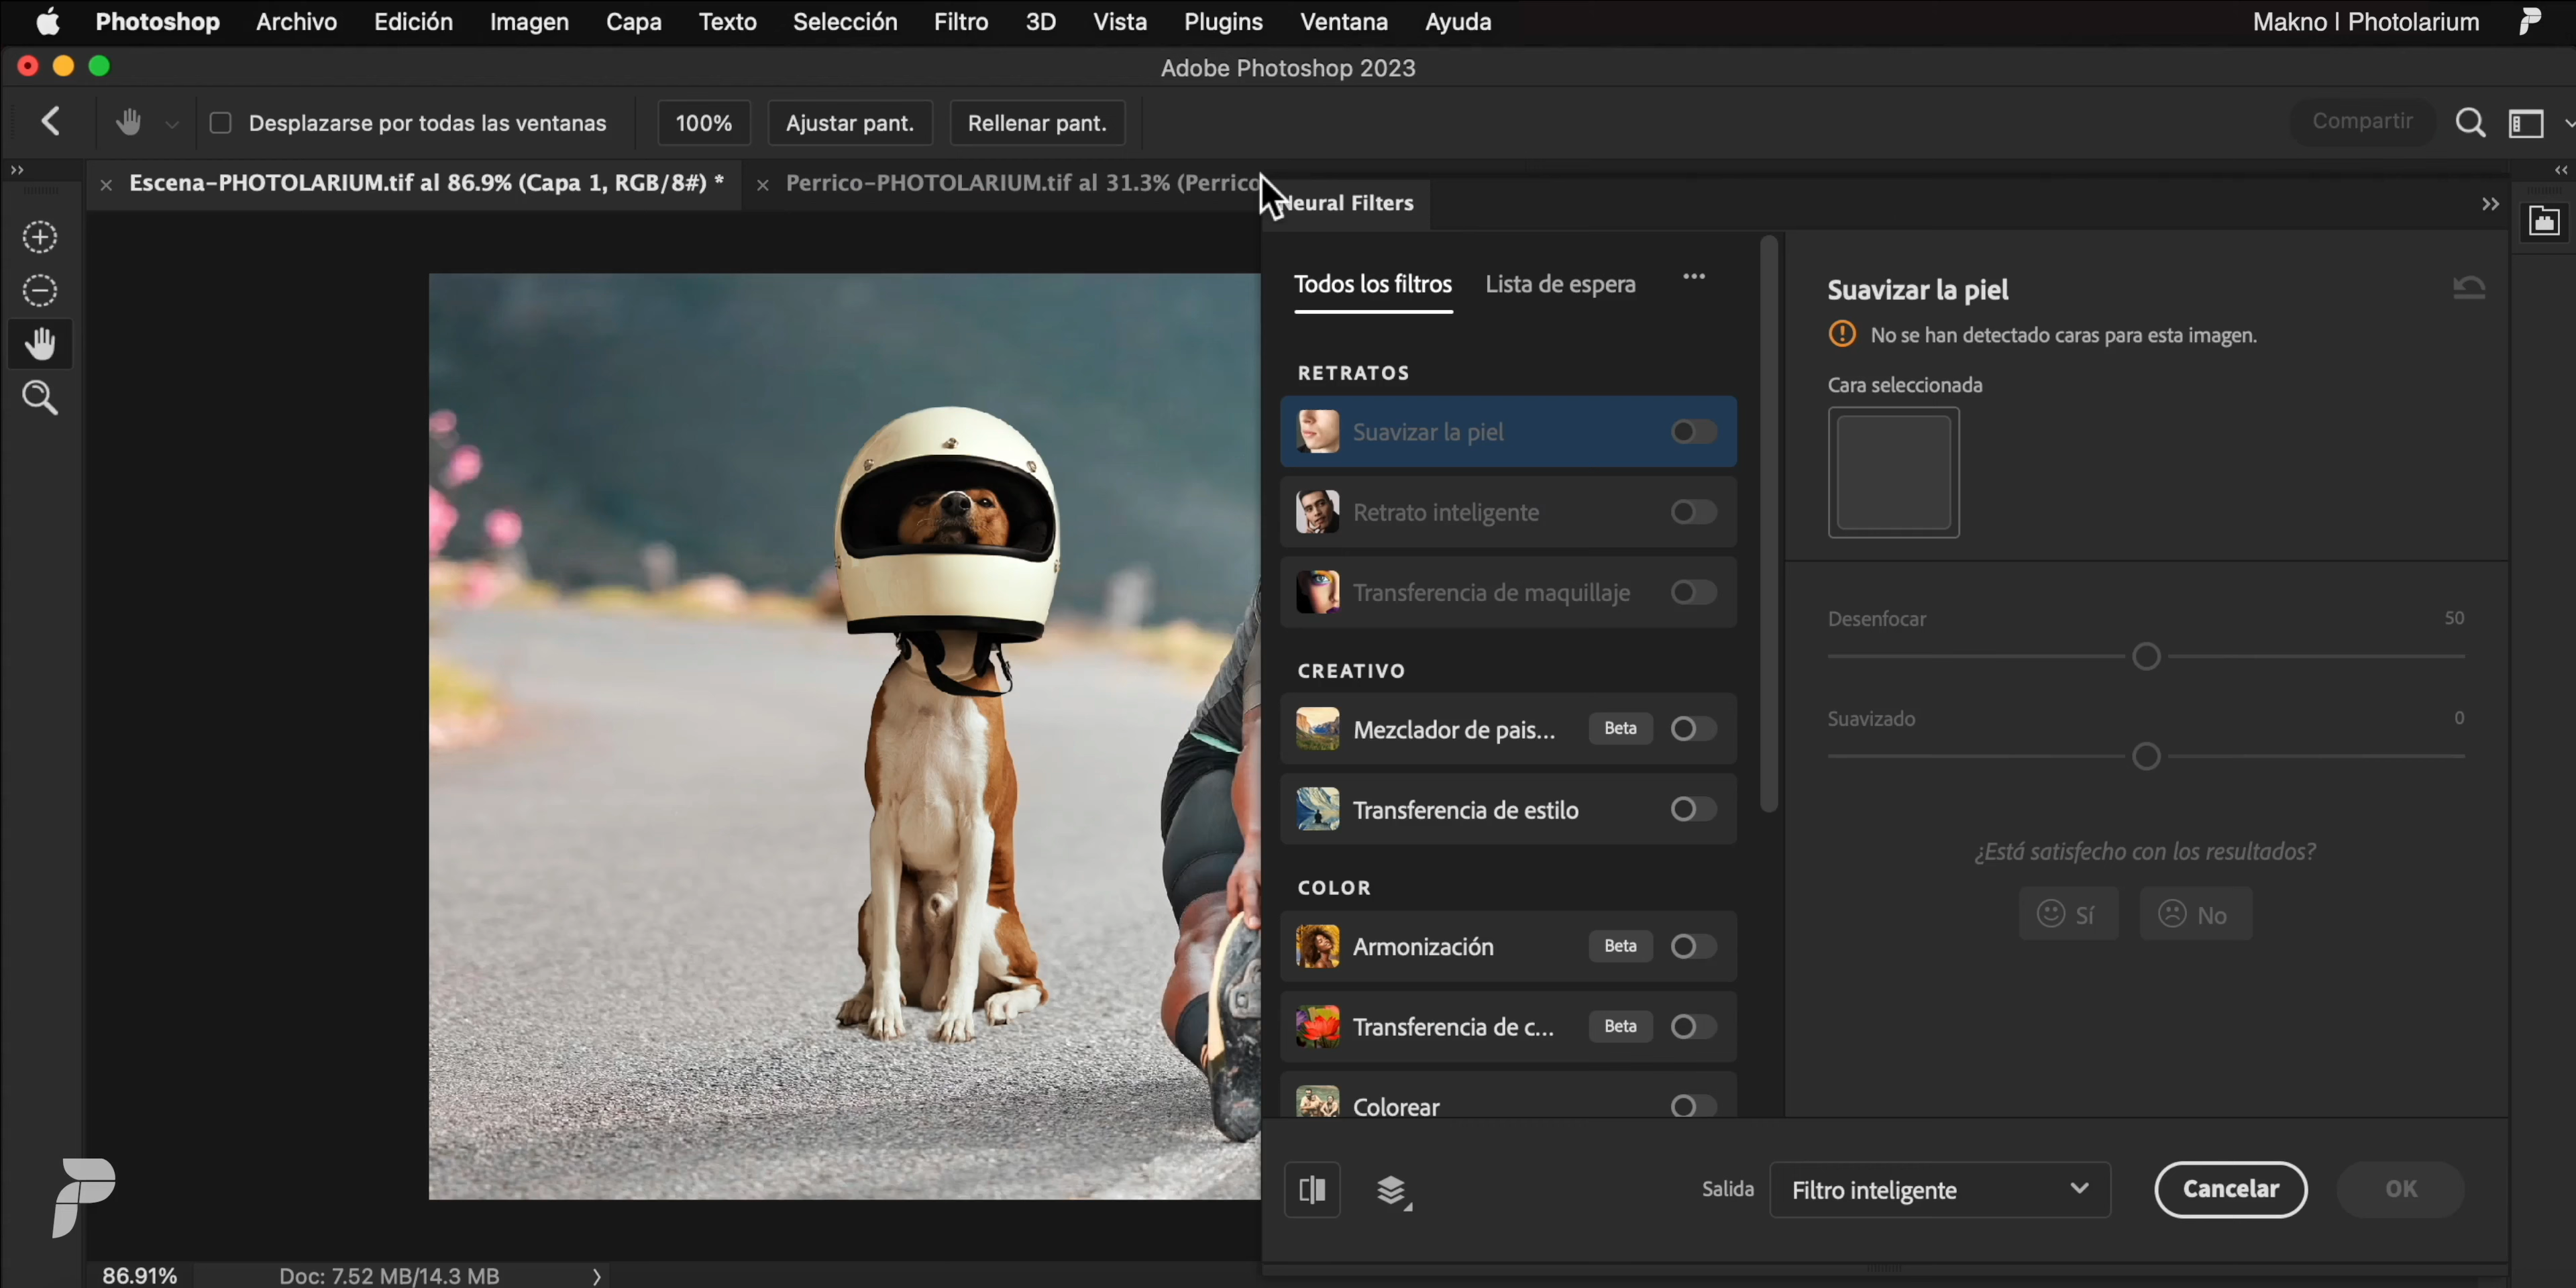 Photoshop Archivo Edición Imagen Capa Texto Selección Filtro 3D Vista Plugins Ventana Ayuda Makno | Photolarium
Adobe Photoshop 2023
Desplazarse por todas las ventanas 100% Ajustar pant. Rellenar pant. Compartir
Escena-PHOTOLARIUM.tif al 86.9% (Capa 1, RGB/8#) * Perrico-PHOTOLARIUM.tif al 31.3% (Perrico
Neural Filters
Todos los filtros Lista de espera
RETRATOS
Suavizar la piel
Retrato inteligente
Transferencia de maquillaje
CREATIVO
Mezclador de pais... Beta
Transferencia de estilo
COLOR
Armonización Beta
Transferencia de c... Beta
Colorear
Suavizar la piel
No se han detectado caras para esta imagen.
Cara seleccionada
Desenfocar 50
Suavizado 0
¿Está satisfecho con los resultados?
Sí No
Salida Filtro inteligente Cancelar OK
86.91% Doc: 7.52 MB/14.3 MB